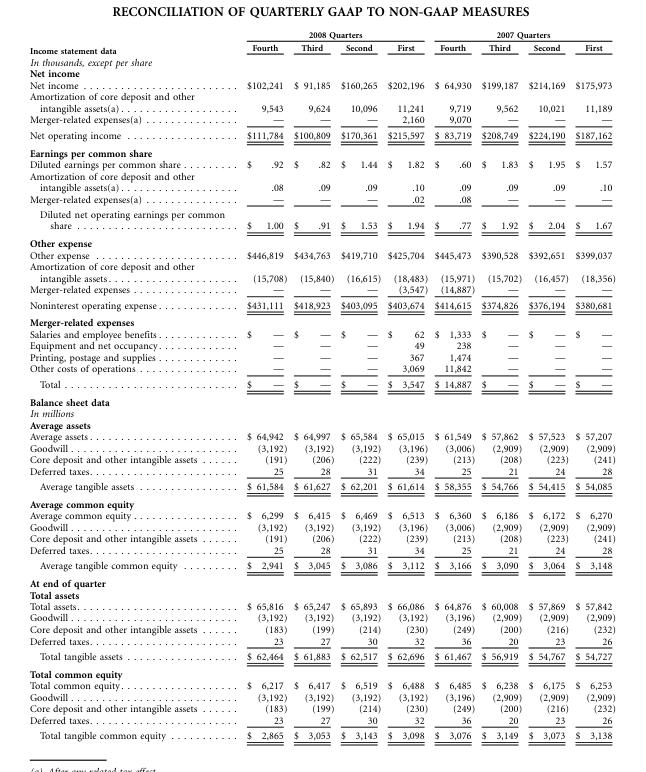 RECONCILIATION OF QUARTERLY GAAP TO NON-GAAP MEASURES
2008 Quarters 2007 Quarters
Income statement data Fourth Third Second First Fourth Third Second First
In thousands, except per share
Net income
Net income $102,241 $ 91,185 $160,265 $202,196 $ 64,930 $199,187 $214,169 $175,973
Amortization of core deposit and other
intangible assets(a) 9,543 9,624 10,096 11,241 9,719 9,562 10,021 11,189
Merger-related expenses(a) — — — 2,160 9,070 — — —
Net operating income $111,784 $100,809 $170,361 $215,597 $ 83,719 $208,749 $224,190 $187,162
Earnings per common share
Diluted earnings per common share $ .92 $ .82 $ 1.44 $ 1.82 $ .60 $ 1.83 $ 1.95 $ 1.57
Amortization of core deposit and other
intangible assets(a) .08 .09 .09 .10 .09 .09 .09 .10
Merger-related expenses(a) — — — .02 .08 — — —
Diluted net operating earnings per common
share $ 1.00 $ .91 $ 1.53 $ 1.94 $ .77 $ 1.92 $ 2.04 $ 1.67
Other expense
Other expense $446,819 $434,763 $419,710 $425,704 $445,473 $390,528 $392,651 $399,037
Amortization of core deposit and other
intangible assets (15,708) (15,840) (16,615) (18,483) (15,971) (15,702) (16,457) (18,356)
Merger-related expenses — — — (3,547) (14,887) — — —
Noninterest operating expense $431,111 $418,923 $403,095 $403,674 $414,615 $374,826 $376,194 $380,681
Merger-related expenses
Salaries and employee benefits $ — $ — $ — $ 62 $ 1,333 $ — $ — $ —
Equipment and net occupancy — — — 49 238 — — —
Printing, postage and supplies — — — 367 1,474 — — —
Other costs of operations — — — 3,069 11,842 — — —
Total $ — $ — $ — $ 3,547 $ 14,887 $ — $ — $ —
Balance sheet data
In millions
Average assets
Average assets $ 64,942 $ 64,997 $ 65,584 $ 65,015 $ 61,549 $ 57,862 $ 57,523 $ 57,207
Goodwill (3,192) (3,192) (3,192) (3,196) (3,006) (2,909) (2,909) (2,909)
Core deposit and other intangible assets (191) (206) (222) (239) (213) (208) (223) (241)
Deferred taxes 25 28 31 34 25 21 24 28
Average tangible assets $ 61,584 $ 61,627 $ 62,201 $ 61,614 $ 58,355 $ 54,766 $ 54,415 $ 54,085
Average common equity
Average common equity $ 6,299 $ 6,415 $ 6,469 $ 6,513 $ 6,360 $ 6,186 $ 6,172 $ 6,270
Goodwill (3,192) (3,192) (3,192) (3,196) (3,006) (2,909) (2,909) (2,909)
Core deposit and other intangible assets (191) (206) (222) (239) (213) (208) (223) (241)
Deferred taxes 25 28 31 34 25 21 24 28
Average tangible common equity $ 2,941 $ 3,045 $ 3,086 $ 3,112 $ 3,166 $ 3,090 $ 3,064 $ 3,148
At end of quarter
Total assets
Total assets $ 65,816 $ 65,247 $ 65,893 $ 66,086 $ 64,876 $ 60,008 $ 57,869 $ 57,842
Goodwill (3,192) (3,192) (3,192) (3,196) (3,196) (2,909) (2,909) (2,909)
Core deposit and other intangible assets (183) (199) (214) (230) (249) (200) (216) (232)
Deferred taxes 23 27 30 32 36 20 23 26
Total tangible assets $ 62,464 $ 61,883 $ 62,517 $ 62,696 $ 61,467 $ 56,919 $ 54,767 $ 54,727
Total common equity
Total common equity $ 6,217 $ 6,417 $ 6,519 $ 6,488 $ 6,485 $ 6,238 $ 6,175 $ 6,253
Goodwill (3,192) (3,192) (3,192) (3,196) (3,196) (2,909) (2,909) (2,909)
Core deposit and other intangible assets (183) (199) (214) (230) (249) (200) (216) (232)
Deferred taxes 23 27 30 32 36 20 23 26
Total tangible common equity $ 2,865 $ 3,053 $ 3,143 $ 3,098 $ 3,076 $ 3,149 $ 3,073 $ 3,138